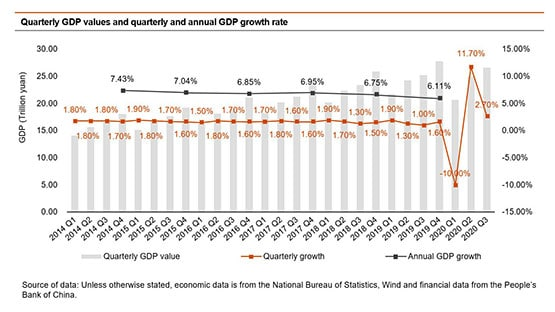 Quarterly GDP values and quarterly and annual GDP growth rate
GDP (Trillion yuan)
30.00
25.00
20.00
15.00
10.00
5.00
0.00
15.00%
10.00%
5.00%
0.00%
-5.00%
-10.00%
-15.00%
11.70%
7.43% 7.04% 6.85% 6.95% 6.75% 6.11%
1.80% 1.80% 1.90% 1.70% 1.50% 1.70% 1.70% 1.60% 1.90% 1.30% 1.90% 1.00% 2.70%
1.80% 1.70% 1.80% 1.60% 1.80% 1.60% 1.80% 1.60% 1.70% 1.50% 1.30% 1.60%
-10.00%
2014 Q1
2014 Q2
2014 Q3
2014 Q4
2015 Q1
2015 Q2
2015 Q3
2015 Q4
2016 Q1
2016 Q2
2016 Q3
2016 Q4
2017 Q1
2017 Q2
2017 Q3
2017 Q4
2018 Q1
2018 Q2
2018 Q3
2018 Q4
2019 Q1
2019 Q2
2019 Q3
2019 Q4
2020 Q1
2020 Q2
2020 Q3
Quarterly GDP value Quarterly growth Annual GDP growth
Source of data: Unless otherwise stated, economic data is from the National Bureau of Statistics, Wind and financial data from the People's
Bank of China.